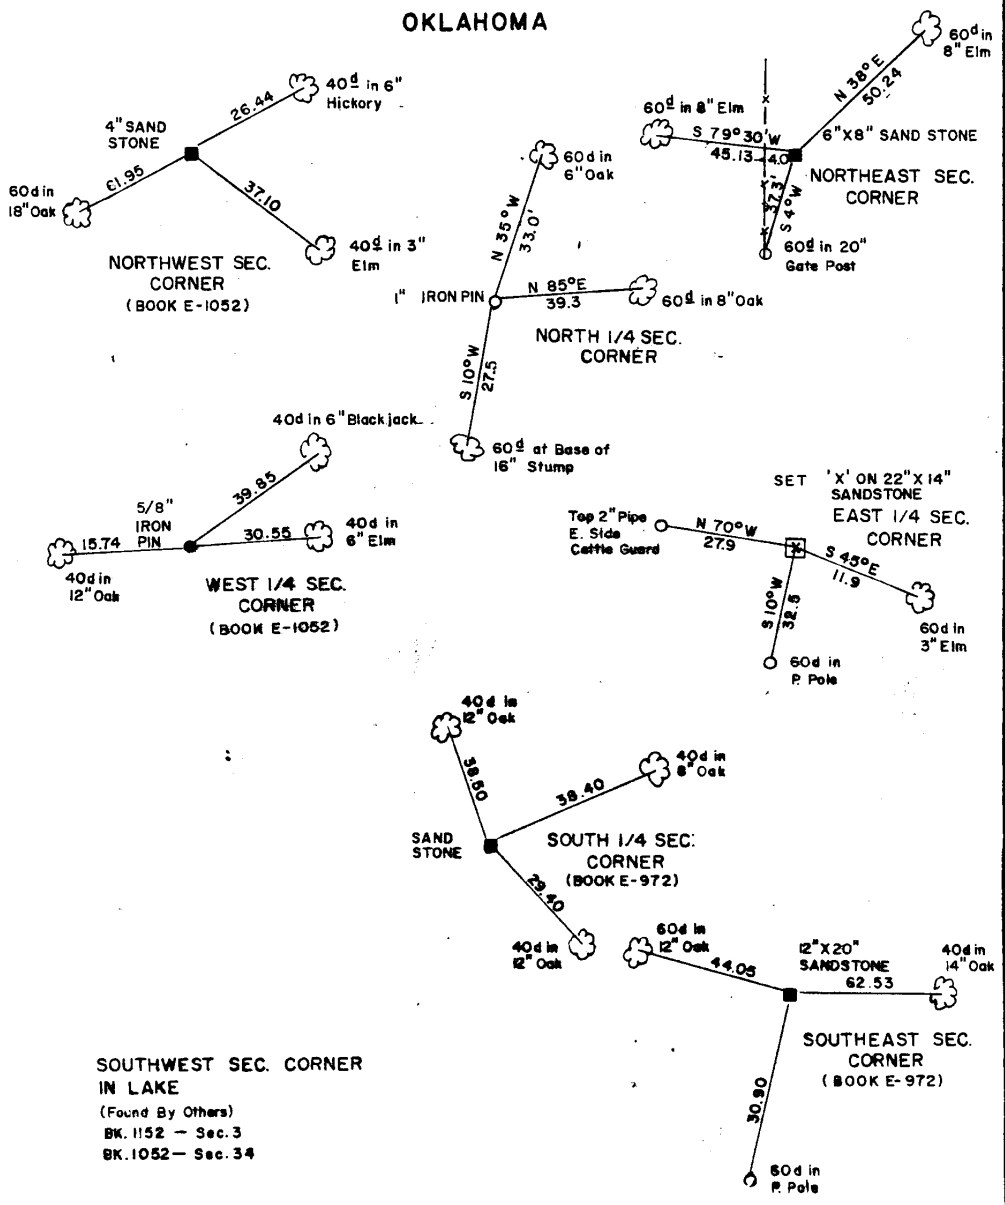 OKLAHOMA
40d in 6"
Hickory
26.44
4" SAND
STONE
61.95
60d in
18" Oak
37.10
40d in 3"
Elm
NORTHWEST SEC.
CORNER
(BOOK E-1052)
60d in
6" Oak
N 35° W
33.0'
1" IRON PIN
N 85° E
39.3
60d in 8" Oak
NORTH 1/4 SEC.
CORNER
S 10° W
27.5
60d at Base of
16" Stump
60d in
8" Elm
N 38° E
50.24
60d in 8" Elm
S 79° 30' W
45.13
4.0
6" X 8" SAND STONE
NORTHEAST SEC.
CORNER
37.3'
S 4° W
60d in 20"
Gate Post
40d in 6" Blackjack
39.85
5/8"
IRON
PIN
15.74
30.55
40d in
6" Elm
40d in
12" Oak
WEST 1/4 SEC.
CORNER
(BOOK E-1052)
SET 'X' ON 22" X 14"
SANDSTONE
EAST 1/4 SEC.
CORNER
Top 2" Pipe
E. Side
Cattle Guard
N 70° W
27.9
X
S 45° E
11.9
S 10° W
32.5
60d in
3" Elm
60d in
P. Pole
40d in
12" Oak
38.50
40d in
8" Oak
38.40
SAND
STONE
SOUTH 1/4 SEC.
CORNER
(BOOK E-972)
29.40
40d in
12" Oak
60d in
12" Oak
44.05
12" X 20"
SANDSTONE
62.53
40d in
14" Oak
SOUTHEAST SEC.
CORNER
(BOOK E-972)
30.90
60d in
P. Pole
SOUTHWEST SEC. CORNER
IN LAKE
(Found By Others)
BK. 1152 — Sec. 3
BK. 1052 — Sec. 34